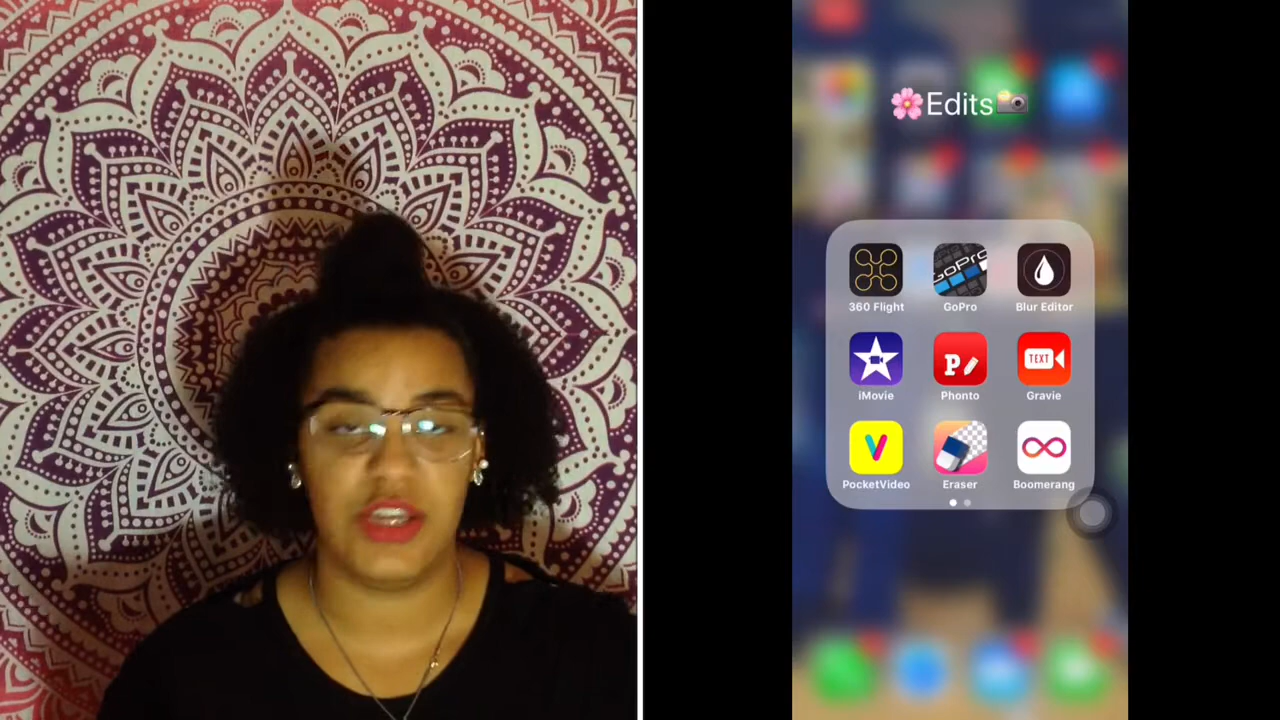 🌸Edits📷
GoPro
360 Flight GoPro Blur Editor
P TEXT
iMovie Phonto Gravie
V
PocketVideo Eraser Boomerang